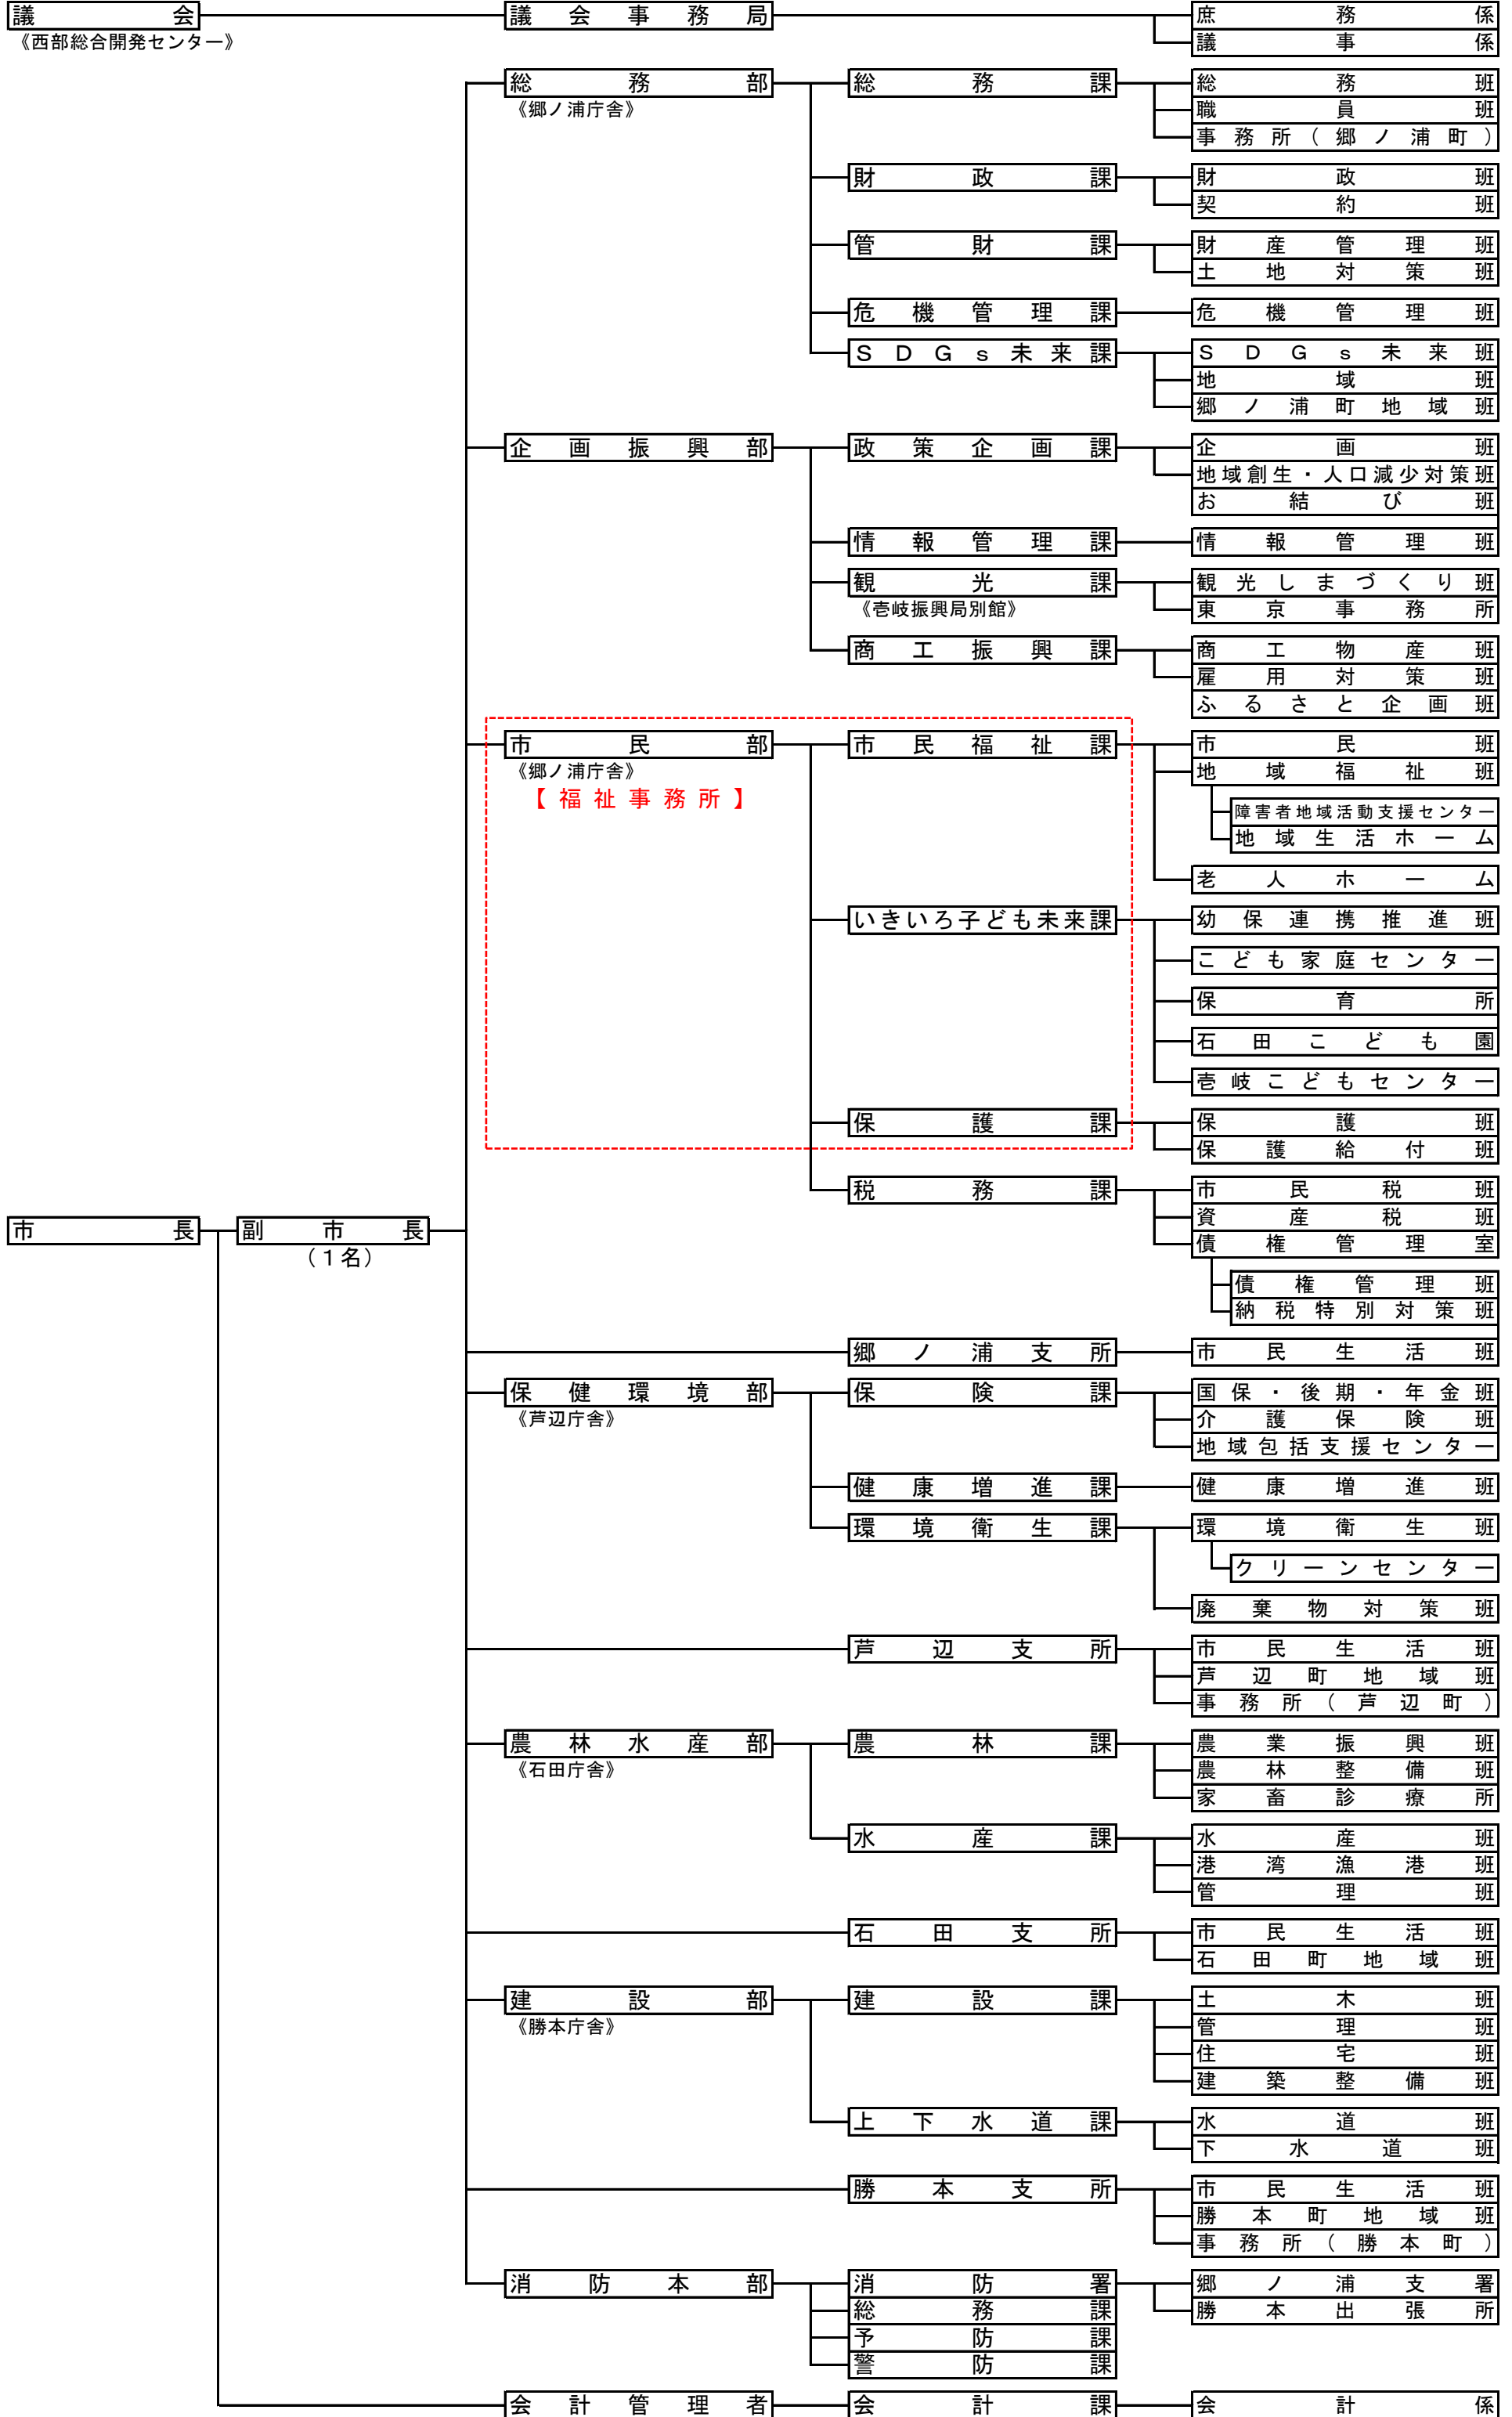 議会 議会事務局 庶務係
《西部総合開発センター》 議事係
総務部 総務課 総務班
《郷ノ浦庁舎》 職員班
事務所（郷ノ浦町）
財政課 財政班
契約班
管財課 財産管理班
土地対策班
危機管理課 危機管理班
ＳＤＧｓ未来課 ＳＤＧｓ未来班
地域班
郷ノ浦町地域班
企画振興部 政策企画課 企画班
地域創生・人口減少対策班
お結び班
情報管理課 情報管理班
観光課 観光しまづくり班
《壱岐振興局別館》 東京事務所
商工振興課 商工物産班
雇用対策班
ふるさと企画班
市民部 市民福祉課 市民班
《郷ノ浦庁舎》 地域福祉班
【福祉事務所】
障害者地域活動支援センター
地域生活ホーム
老人ホーム
いきいろ子ども未来課 幼保連携推進班
こども家庭センター
保育所
石田こども園
壱岐こどもセンター
保護課 保護班
保護給付班
税務課 市民税班
資産税班
市長 副市長 債権管理室
（１名）
債権管理班
納税特別対策班
郷ノ浦支所 市民生活班
保健環境部 保険課 国保・後期・年金班
《芦辺庁舎》 介護保険班
地域包括支援センター
健康増進課 健康増進班
環境衛生課 環境衛生班
クリーンセンター
廃棄物対策班
芦辺支所 市民生活班
芦辺町地域班
事務所（芦辺町）
農林水産部 農林課 農業振興班
《石田庁舎》 農林整備班
家畜診療所
水産課 水産班
港湾漁港班
管理班
石田支所 市民生活班
石田町地域班
建設部 建設課 土木班
《勝本庁舎》 管理班
住宅班
建築整備班
上下水道課 水道班
下水道班
勝本支所 市民生活班
勝本町地域班
事務所（勝本町）
消防本部 消防署 郷ノ浦支署
総務課 勝本出張所
予防課
警防課
会計管理者 会計課 会計係